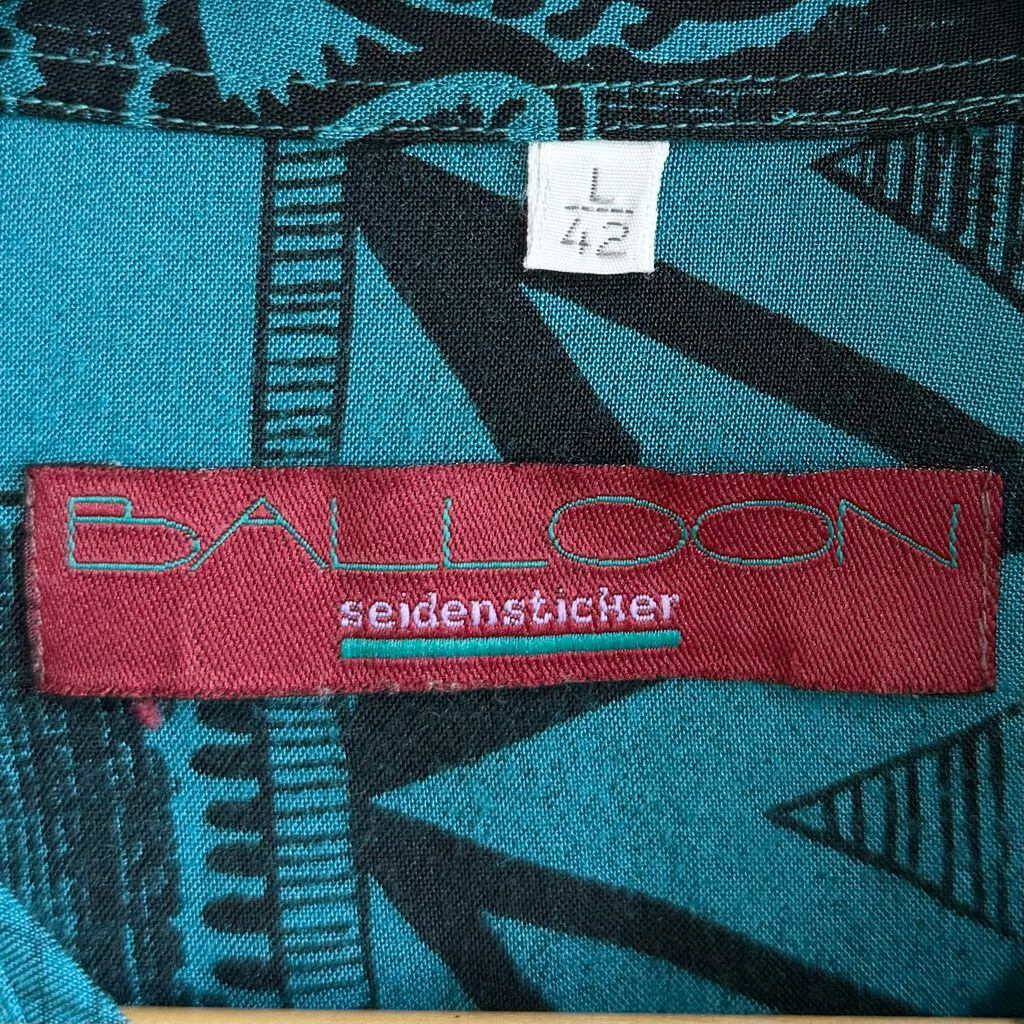 L
42
BALLOON
seidensticker